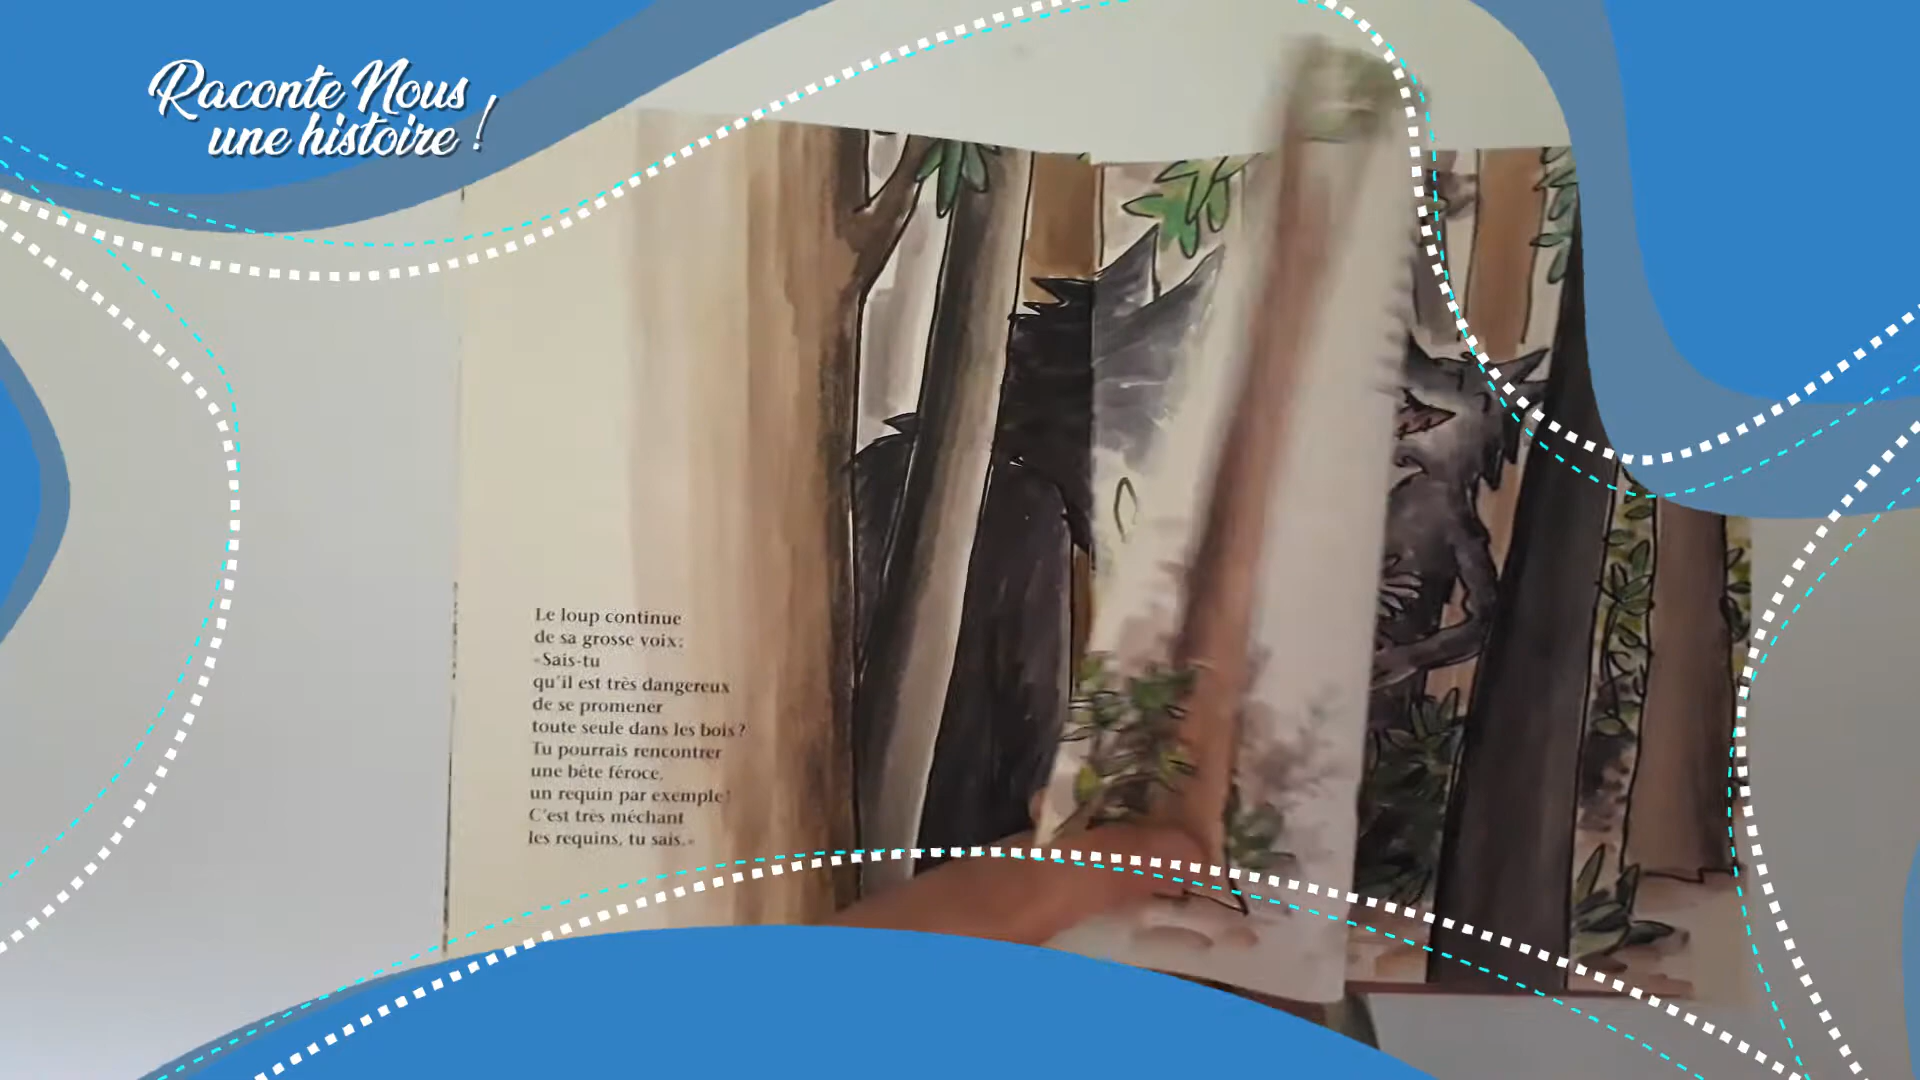 Raconte Nous
une histoire !
Le loup continue
de sa grosse voix:
«Sais-tu
qu'il est très dangereux
de se promener
toute seule dans les bois?
Tu pourrais rencontrer
une bête féroce,
un requin par exemple!
C'est très méchant
les requins, tu sais.»